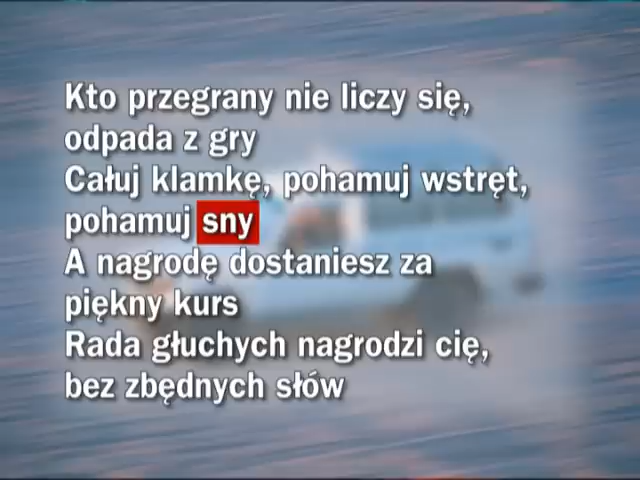 Kto przegrany nie liczy się,
odpada z gry
Całuj klamkę, pohamuj wstręt,
pohamuj sny
A nagrodę dostaniesz za
piękny kurs
Rada głuchych nagrodzi cię,
bez zbędnych słów